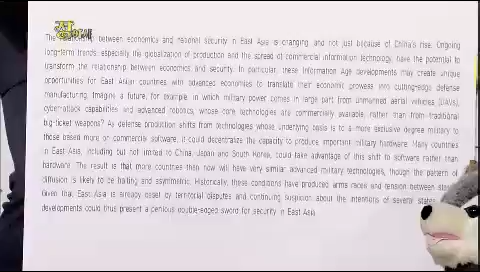 The relationship between economics and national security in East Asia is changing and not just because of China's rise. Ongoing
long-term trends, especially the globalization of production and the spread of commercial information technology, have the potential to
transform the relationship between economics and security. In particular, these Information Age developments may create unique
opportunities for East Asian countries with advanced economies to translate their economic prowess into cutting-edge defense
manufacturing. Imagine a future, for example, in which military power comes in large part from unmanned aerial vehicles (UAVs),
cyber-attack capabilities and advanced robotics, whose core technologies are commercially available, rather than from traditional
big-ticket weapons? As defense production shifts from technologies whose underlying basis is to a more exclusive degree military to
those based more on commercial software, it could decentralize the capacity to produce important military hardware. Many countries
in East Asia, including but not limited to China, Japan and South Korea, could take advantage of this shift to software rather than
hardware. The result is that more countries than now will have very similar advanced military technologies, though the pattern of
diffusion is likely to be halting and asymmetric. Historically, these conditions have produced arms races and tension between
Given that East Asia is already beset by territorial disputes and continuing suspicion about the intentions of several
developments could thus present a perilous double-edged sword for security in East Asia.